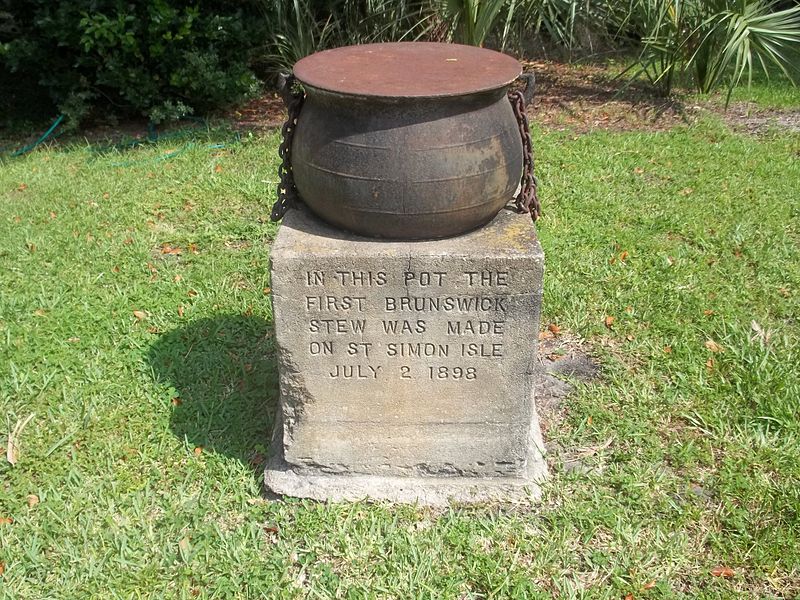 IN THIS POT THE
FIRST BRUNSWICK
STEW WAS MADE
ON ST SIMON ISLE
JULY 2 1898